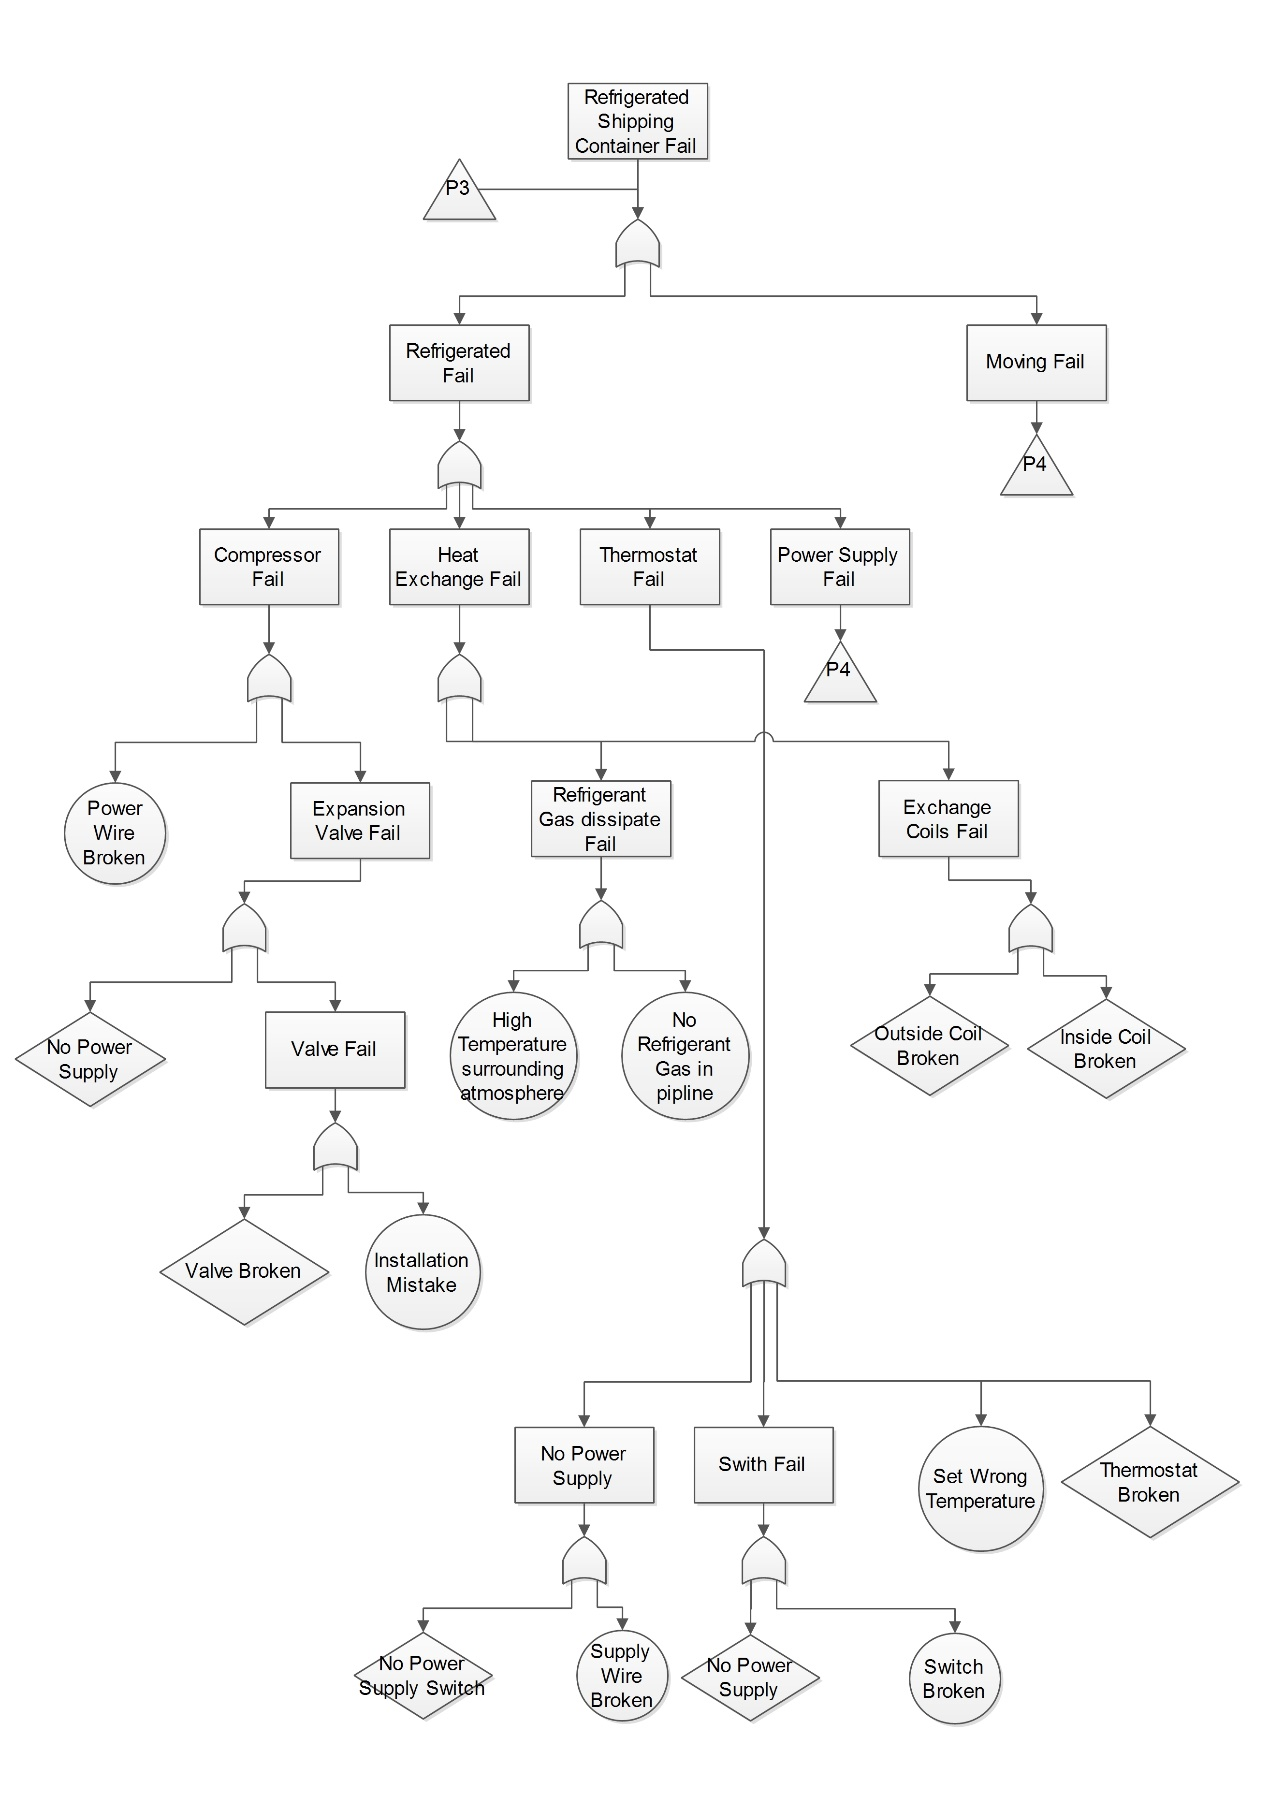 Refrigerated
Shipping
Container Fail
P3
Refrigerated
Fail
Moving Fail
P4
Compressor
Fail
Heat
Exchange Fail
Thermostat
Fail
Power Supply
Fail
P4
Power
Wire
Broken
Expansion
Valve Fail
Refrigerant
Gas dissipate
Fail
Exchange
Coils Fail
No Power
Supply
Valve Fail
High
Temperature
surrounding
atmosphere
No
Refrigerant
Gas in
pipline
Outside Coil
Broken
Inside Coil
Broken
Valve Broken
Installation
Mistake
No Power
Supply
Swith Fail
Set Wrong
Temperature
Thermostat
Broken
No Power
Supply Switch
Supply
Wire
Broken
No Power
Supply
Switch
Broken